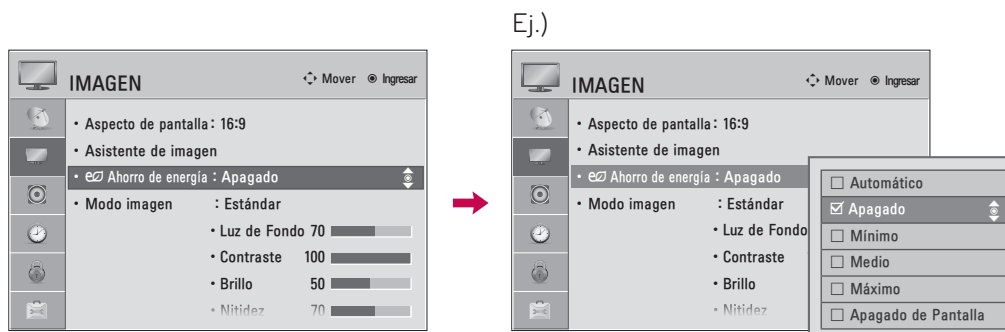 Ej.)
IMAGEN Mover Ingresar
• Aspecto de pantalla : 16:9
• Asistente de imagen
• Ahorro de energía : Apagado
• Modo imagen : Estándar
• Luz de Fondo 70
• Contraste 100
• Brillo 50
• Nitidez 70
IMAGEN Mover Ingresar
• Aspecto de pantalla : 16:9
• Asistente de imagen
• Ahorro de energía : Apagado
• Modo imagen : Estándar
• Luz de Fondo
• Contraste
• Brillo
• Nitidez
Automático
Apagado
Mínimo
Medio
Máximo
Apagado de Pantalla